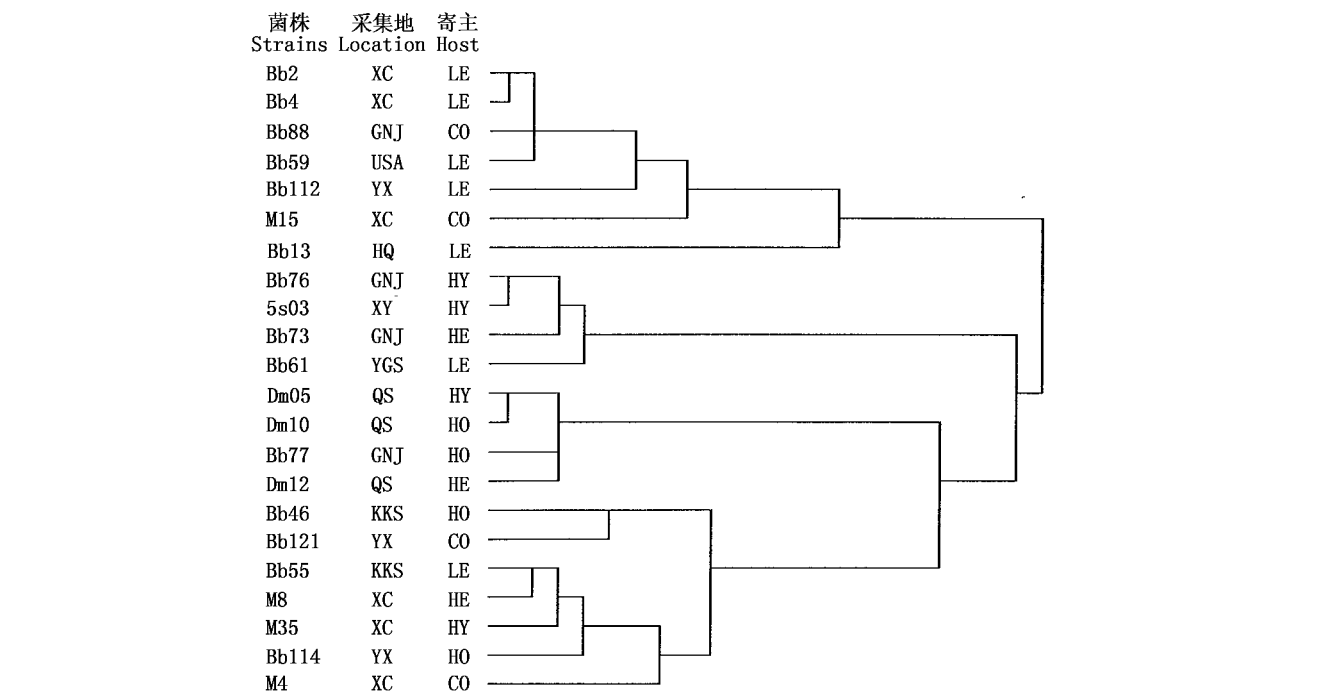 菌株 采集地 寄主
Strains Location Host
Bb2 XC LE
Bb4 XC LE
Bb88 GNJ CO
Bb59 USA LE
Bb112 YX LE
M15 XC CO
Bb13 HQ LE
Bb76 GNJ HY
5s03 XY HY
Bb73 GNJ HE
Bb61 YGS LE
Dm05 QS HY
Dm10 QS HO
Bb77 GNJ HO
Dm12 QS HE
Bb46 KKS HO
Bb121 YX CO
Bb55 KKS LE
M8 XC HE
M35 XC HY
Bb114 YX HO
M4 XC CO